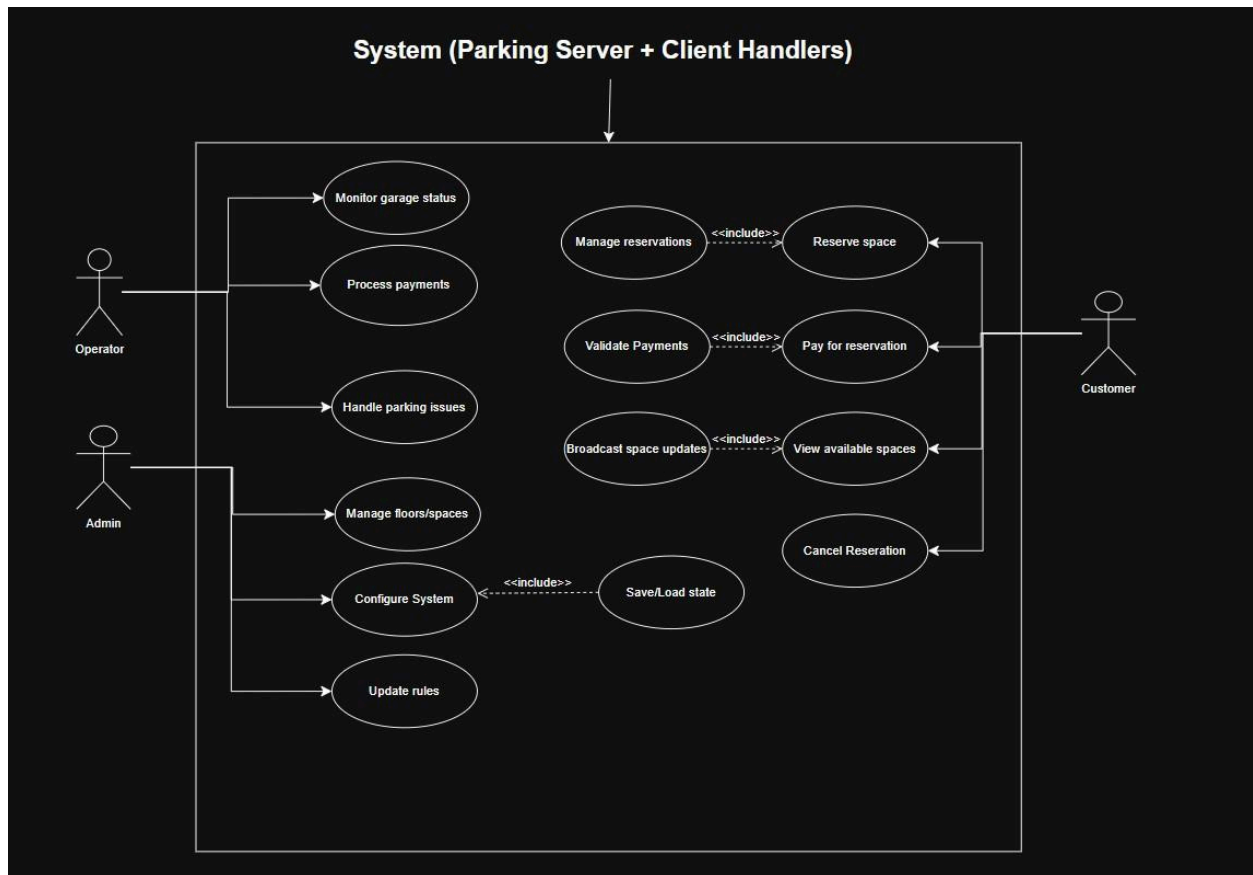 System (Parking Server + Client Handlers)
Monitor garage status
Process payments
Operator
Handle parking issues
Admin
Manage floors/spaces
Configure System
<<include>>
Save/Load state
Update rules
Manage reservations
<<include>>
Reserve space
Validate Payments
<<include>>
Pay for reservation
Broadcast space updates
<<include>>
View available spaces
Cancel Reseration
Customer